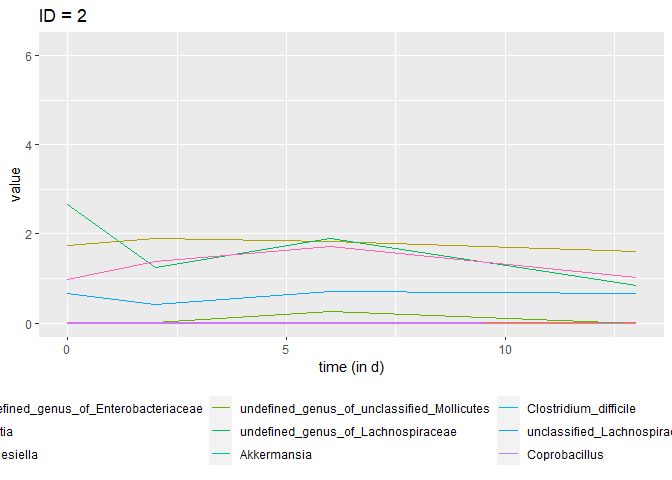 ID = 2
6
4
2
0
value
0 5 10
time (in d)
efined_genus_of_Enterobacteriaceae undefined_genus_of_unclassified_Mollicutes Clostridium_difficile
tia undefined_genus_of_Lachnospiraceae unclassified_Lachnospirac
nesiella Akkermansia Coprobacillus